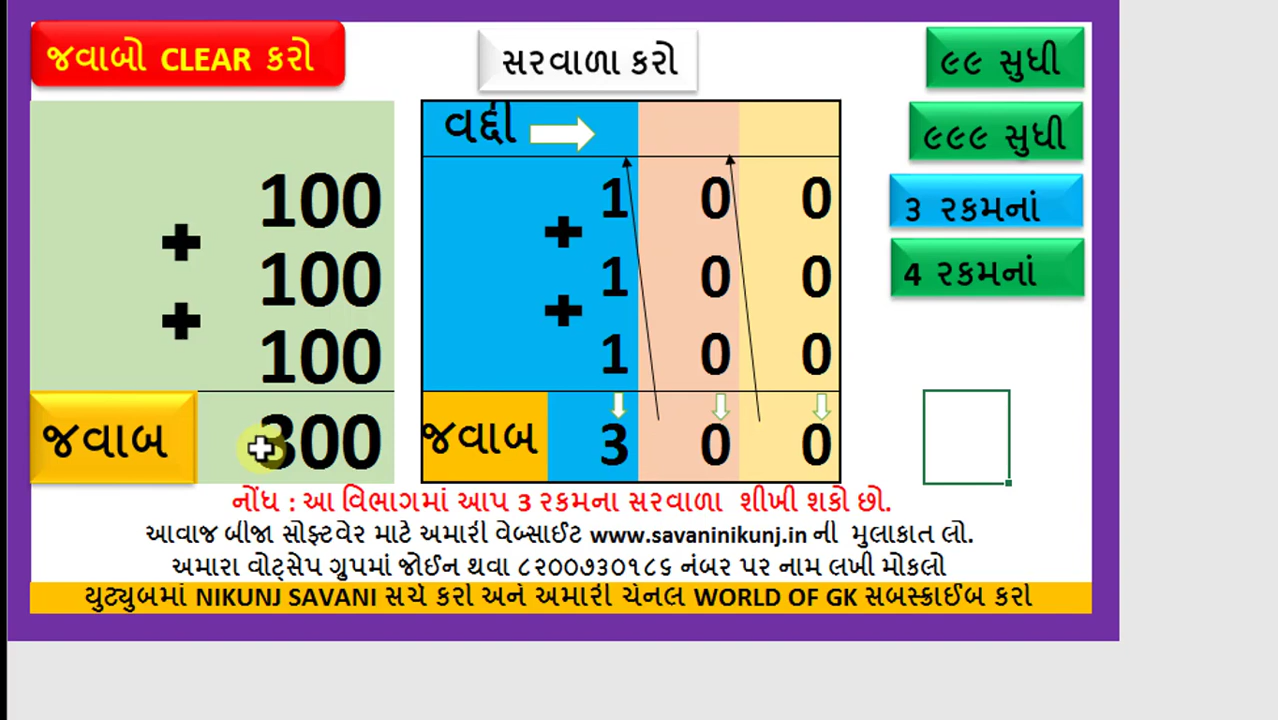 જવાબો CLEAR કરો
સરવાળા કરો
૯૯ સુધી
૯૯૯ સુધી
3 રકમનાં
4 રકમનાં
100
+
100
+
100
જવાબ 300
વદ્દી
1 0 0
+
1 0 0
+
1 0 0
જવાબ 3 0 0
નોંધ : આ વિભાગમાં આપ 3 રકમના સરવાળા શીખી શકો છો.
આવાજ બીજા સોફ્ટવેર માટે અમારી વેબ્સાઈટ www.savaninikunj.in ની મુલાકાત લો.
અમારા વોટ્સેપ ગ્રુપમાં જોઈન થવા ૮૨૦૦૭૩૦૧૮૬ નંબર પર નામ લખી મોકલો
યુટ્યુબમાં NIKUNJ SAVANI સર્ચ કરો અને અમારી ચેનલ WORLD OF GK સબસ્ક્રાઈબ કરો